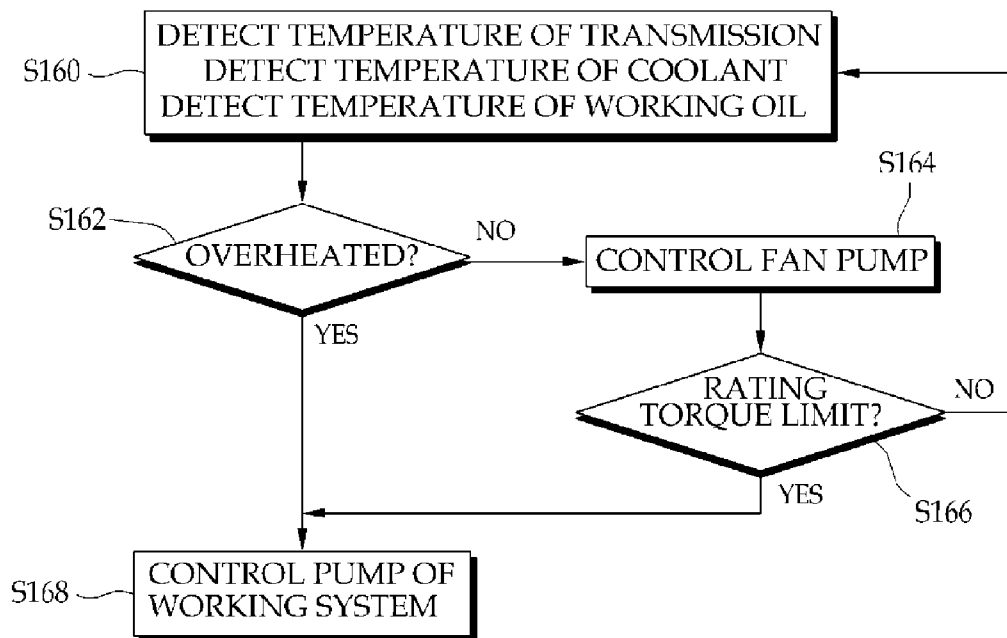 S160
DETECT TEMPERATURE OF TRANSMISSION
DETECT TEMPERATURE OF COOLANT
DETECT TEMPERATURE OF WORKING OIL
S162
OVERHEATED?
NO
S164
CONTROL FAN PUMP
YES
RATING
TORQUE LIMIT?
NO
YES
S166
S168
CONTROL PUMP OF
WORKING SYSTEM